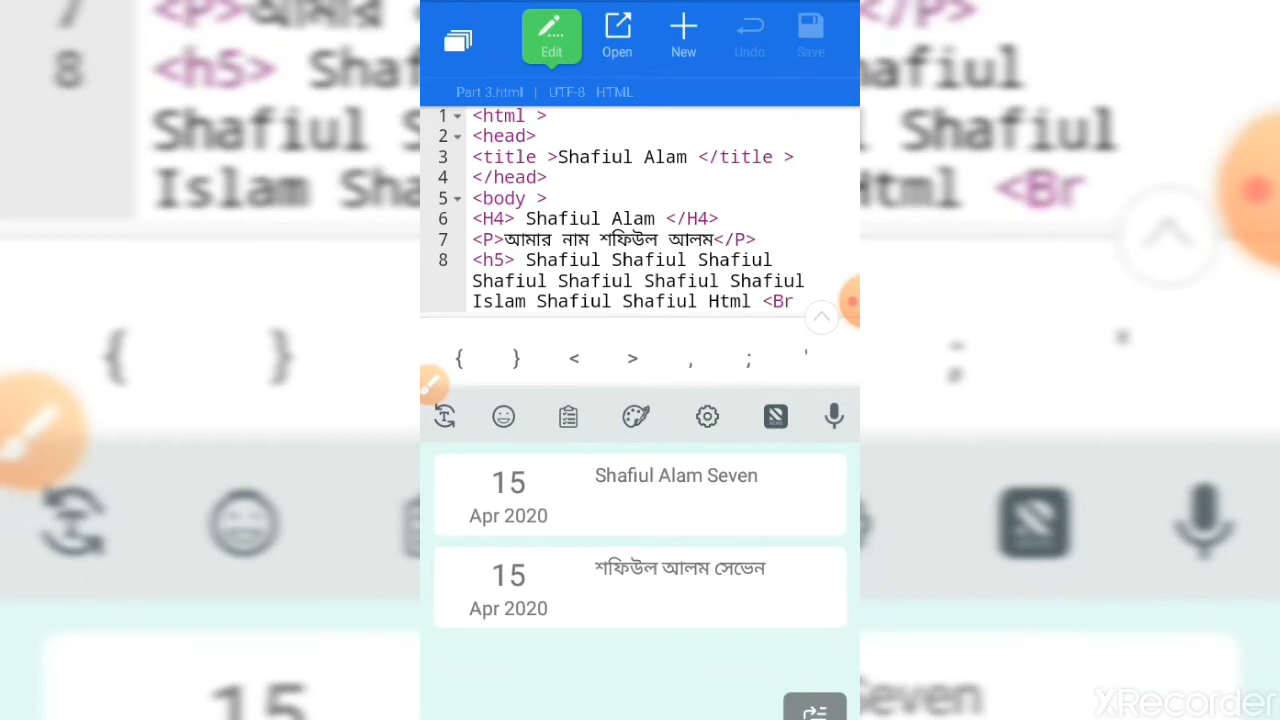 Edit Open New Undo Save
Part 3.html | UTF-8 HTML
1 <html >
2 <head>
3 <title >Shafiul Alam </title >
4 </head>
5 <body >
6 <H4> Shafiul Alam </H4>
7 <P>আমার নাম শফিউল আলম</P>
8 <h5> Shafiul Shafiul Shafiul
Shafiul Shafiul Shafiul Shafiul
Islam Shafiul Shafiul Html <Br
{ } < > , ; '
15 Shafiul Alam Seven
Apr 2020
15 শফিউল আলম সেভেন
Apr 2020
XRecorder